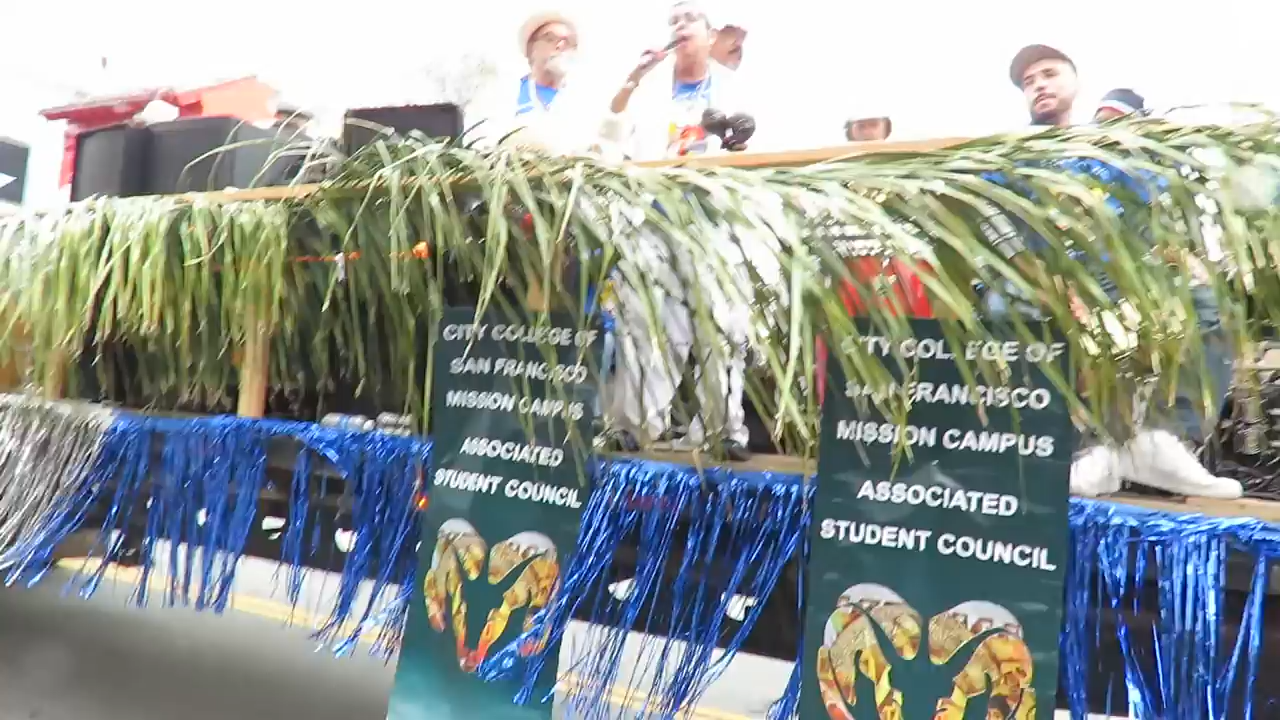 CITY COLLEGE OF
SAN FRANCISCO
MISSION CAMPUS
ASSOCIATED
STUDENT COUNCIL
CITY COLLEGE OF
SAN FRANCISCO
MISSION CAMPUS
ASSOCIATED
STUDENT COUNCIL